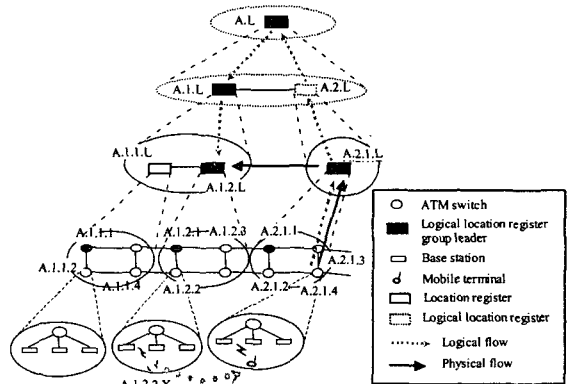 A.L
A.1.L
A.2.L
A.1.1.L
A.1.2.L
A.2.1.L
A.1.1.1
A.1.2.1
A.1.2.3
A.2.1.1
A.1.1.2
A.1.1.4
A.1.2.2
A.2.1.2
A.2.1.3
A.2.1.4
A.1.2.2.X
ATM switch
Logical location register
group leader
Base station
Mobile terminal
Location register
Logical location register
Logical flow
Physical flow